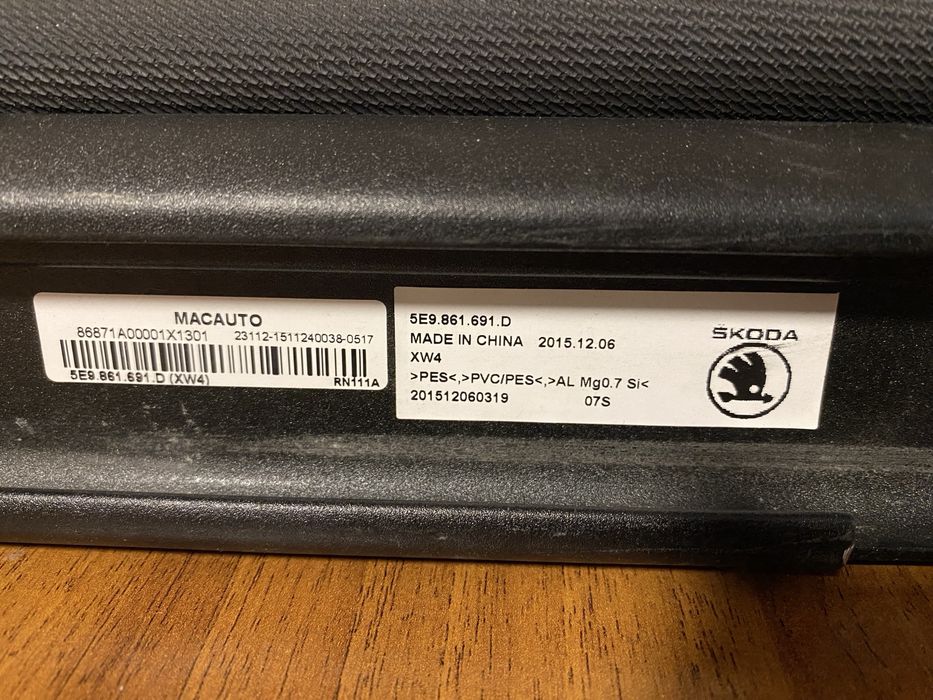 MACAUTO
86871A00001X1301 23112-1511240038-0517
5E9.861.691.D (XW4) RN111A
5E9.861.691.D
MADE IN CHINA 2015.12.06
XW4
>PES<,>PVC/PES<,>AL Mg0.7 Si<
201512060319 07S
ŠKODA